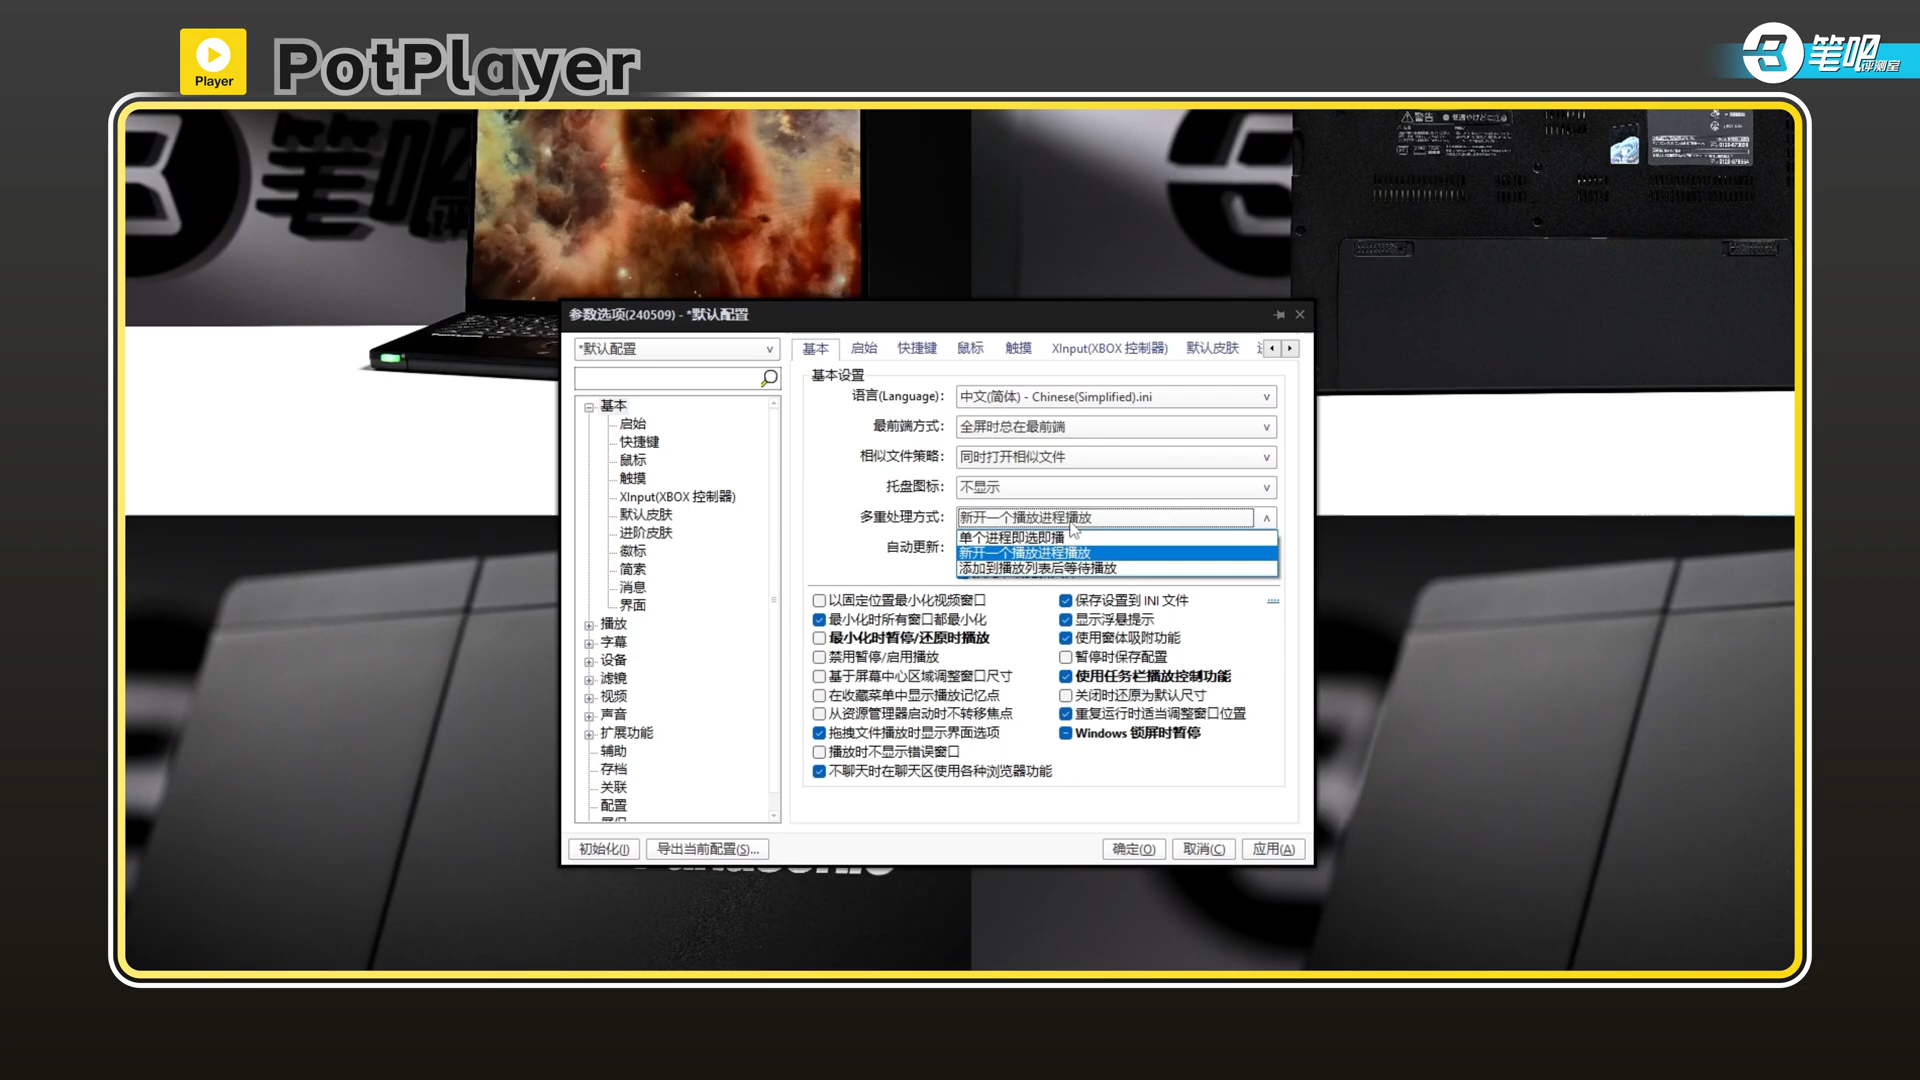 Player
PotPlayer
笔吧
评测室
笔吧
参数选项(240509) - *默认配置
*默认配置
基本
启始
快捷键
鼠标
触摸
XInput(XBOX 控制器)
默认皮肤
进阶皮肤
徽标
简素
消息
界面
播放
字幕
设备
滤镜
视频
声音
扩展功能
辅助
存档
关联
配置
基本 启始 快捷键 鼠标 触摸 XInput(XBOX 控制器) 默认皮肤
基本设置
语言(Language): 中文(简体) - Chinese(Simplified).ini
最前端方式: 全屏时总在最前端
相似文件策略: 同时打开相似文件
托盘图标: 不显示
多重处理方式: 新开一个播放进程播放
自动更新:
单个进程即选即播
新开一个播放进程播放
添加到播放列表后等待播放
以固定位置最小化视频窗口
最小化时所有窗口都最小化
最小化时暂停/还原时播放
禁用暂停/启用播放
基于屏幕中心区域调整窗口尺寸
在收藏菜单中显示播放记忆点
从资源管理器启动时不转移焦点
拖拽文件播放时显示界面选项
播放时不显示错误窗口
不聊天时在聊天区使用各种浏览器功能
保存设置到 INI 文件
....
显示浮悬提示
使用窗体吸附功能
暂停时保存配置
使用任务栏播放控制功能
关闭时还原为默认尺寸
重复运行时适当调整窗口位置
Windows 锁屏时暂停
初始化(I) 导出当前配置(S)... 确定(O) 取消(C) 应用(A)